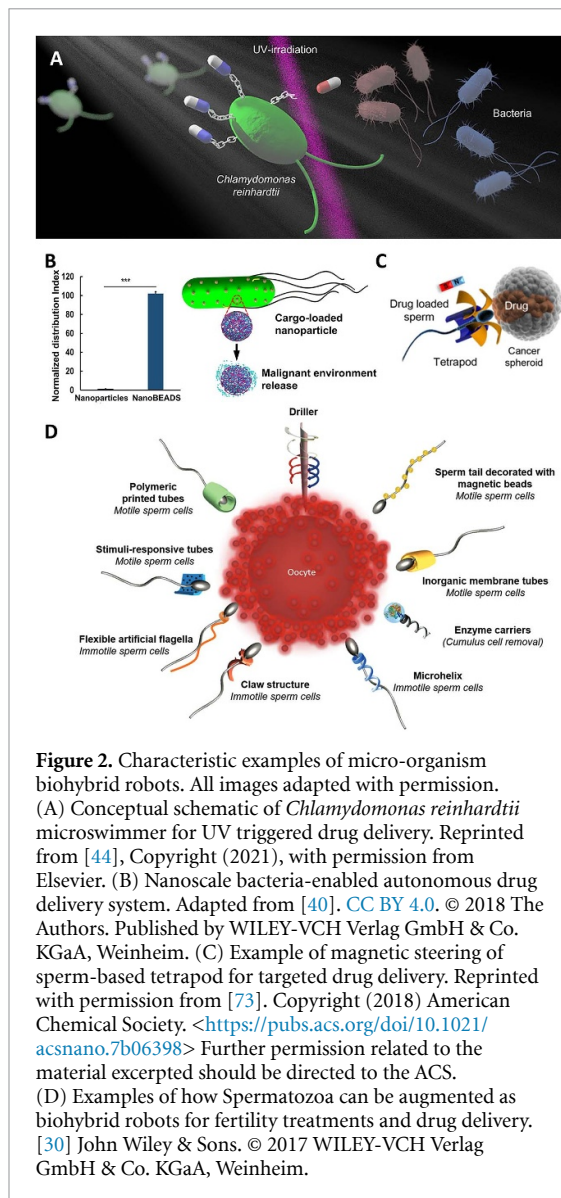 A
UV-irradiation
Bacteria
Chlamydomonas
reinhardtii
B
Normalized distribution Index
120
100
80
60
40
20
0
***
Nanoparticles
NanoBEADS
Cargo-loaded
nanoparticle
Malignant environment
release
C
Drug loaded
sperm
Tetrapod
Drug
Cancer
spheroid
D
Driller
Polymeric
printed tubes
Motile sperm cells
Sperm tail decorated with
magnetic beads
Motile sperm cells
Stimuli-responsive tubes
Motile sperm cells
Oocyte
Inorganic membrane tubes
Motile sperm cells
Flexible artificial flagella
Immotile sperm cells
Enzyme carriers
(Cumulus cell removal)
Claw structure
Immotile sperm cells
Microhelix
Immotile sperm cells
Figure 2. Characteristic examples of micro-organism
biohybrid robots. All images adapted with permission.
(A) Conceptual schematic of Chlamydomonas reinhardtii
microswimmer for UV triggered drug delivery. Reprinted
from [44], Copyright (2021), with permission from
Elsevier. (B) Nanoscale bacteria-enabled autonomous drug
delivery system. Adapted from [40]. CC BY 4.0. © 2018 The
Authors. Published by WILEY-VCH Verlag GmbH & Co.
KGaA, Weinheim. (C) Example of magnetic steering of
sperm-based tetrapod for targeted drug delivery. Reprinted
with permission from [73]. Copyright (2018) American
Chemical Society. <https://pubs.acs.org/doi/10.1021/
acsnano.7b06398> Further permission related to the
material excerpted should be directed to the ACS.
(D) Examples of how Spermatozoa can be augmented as
biohybrid robots for fertility treatments and drug delivery.
[30] John Wiley & Sons. © 2017 WILEY-VCH Verlag
GmbH & Co. KGaA, Weinheim.